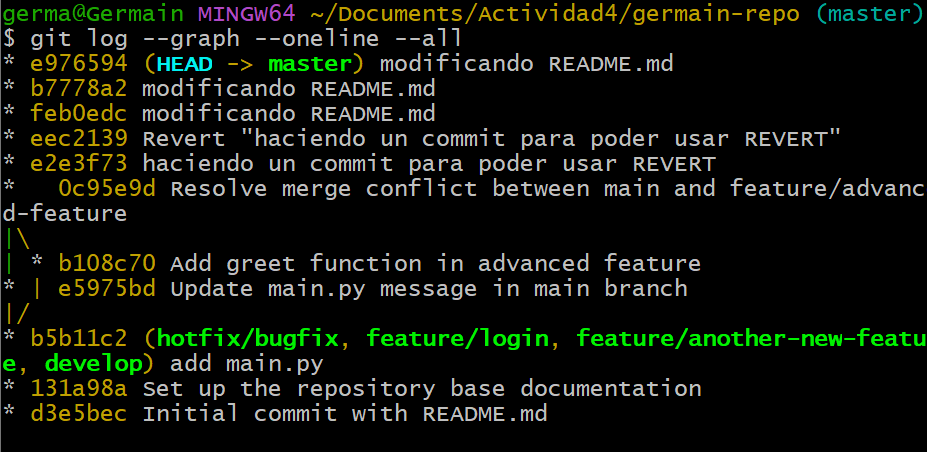 germa@Germain MINGW64 ~/Documents/Actividad4/germain-repo (master)
$ git log --graph --oneline --all
* e976594 (HEAD -> master) modificando README.md
* b7778a2 modificando README.md
* feb0edc modificando README.md
* eec2139 Revert "haciendo un commit para poder usar REVERT"
* e2e3f73 haciendo un commit para poder usar REVERT
*   0c95e9d Resolve merge conflict between main and feature/advance
d-feature
|\
| * b108c70 Add greet function in advanced feature
* | e5975bd Update main.py message in main branch
|/
* b5b11c2 (hotfix/bugfix, feature/login, feature/another-new-featur
e, develop) add main.py
* 131a98a Set up the repository base documentation
* d3e5bec Initial commit with README.md